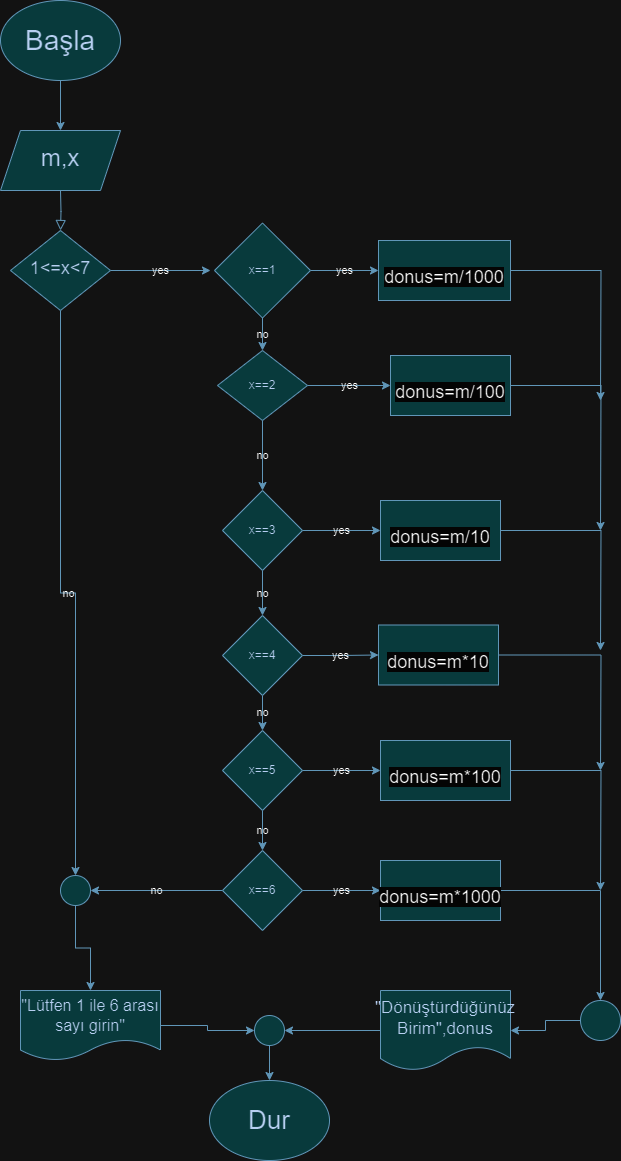 Başla
m,x
1<=x<7
yes
x==1
yes
donus=m/1000
no
x==2
yes
donus=m/100
no
x==3
yes
donus=m/10
no
no
x==4
yes
donus=m*10
no
x==5
yes
donus=m*100
no
x==6
yes
donus=m*1000
no
"Lütfen 1 ile 6 arası
sayı girin"
"Dönüştürdüğünüz
Birim",donus
Dur